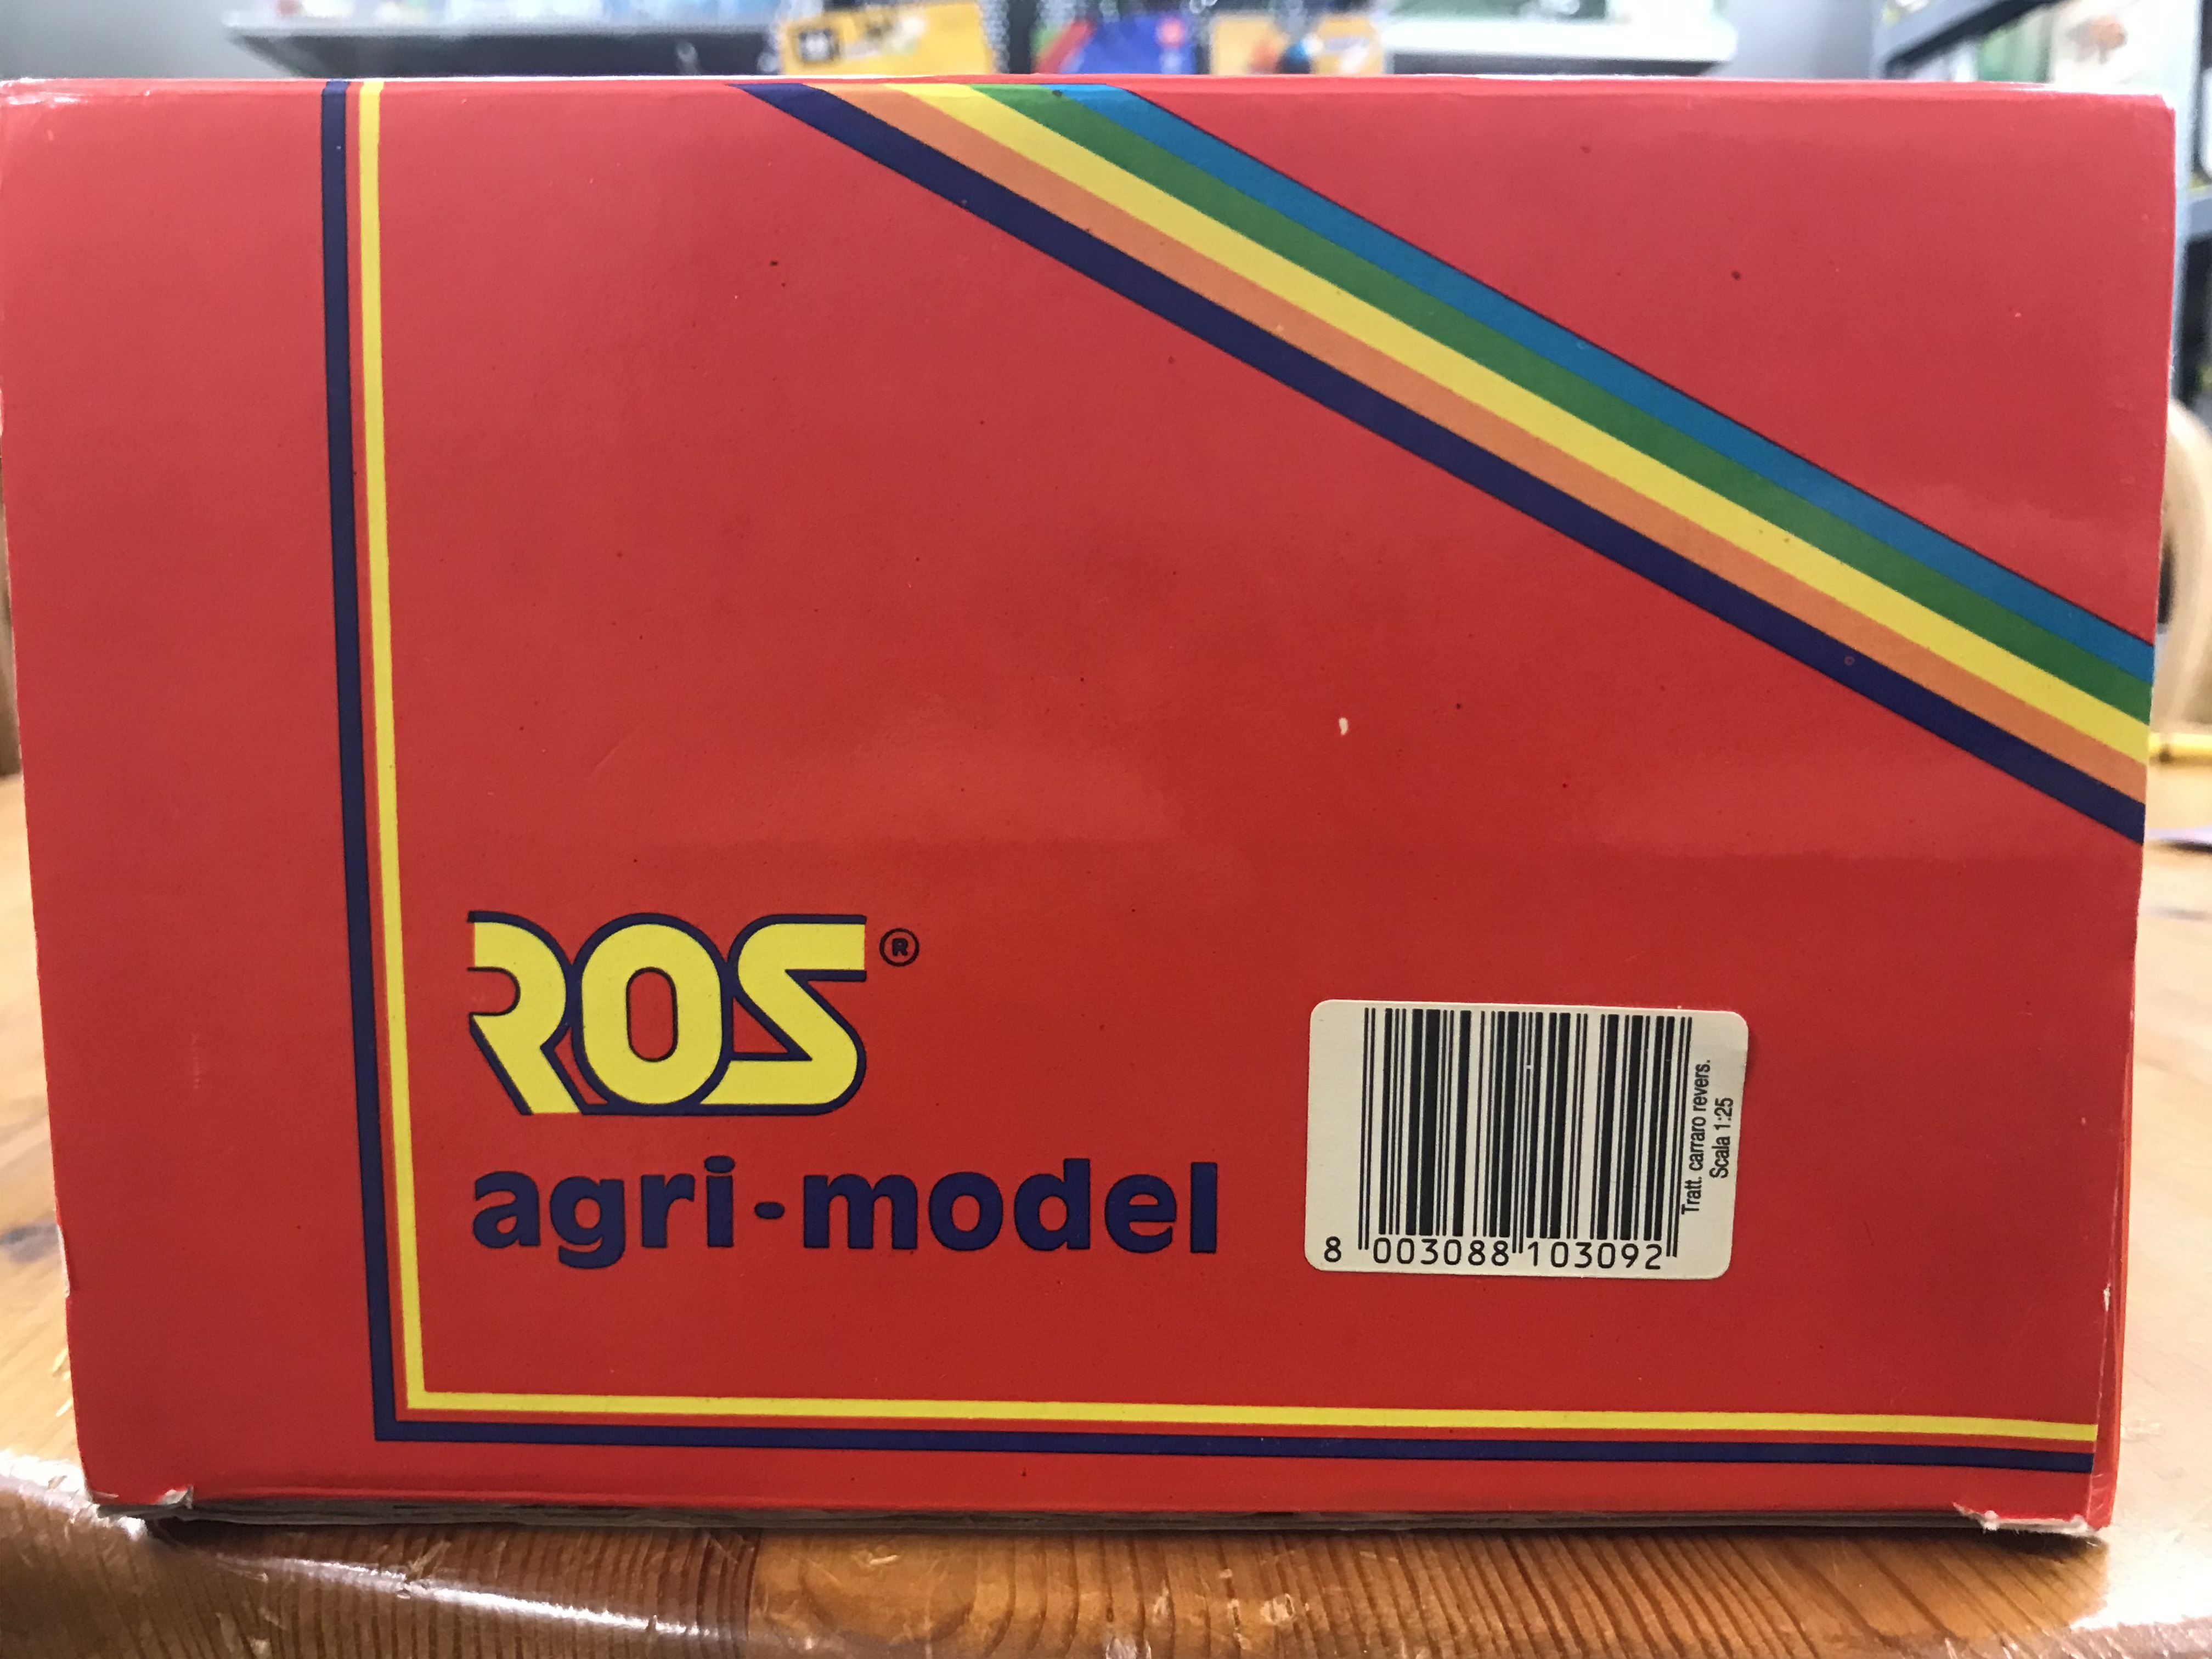 ROS®
agri-model
Tratt. carraro revers.
Scala 1:25
8 003088 103092